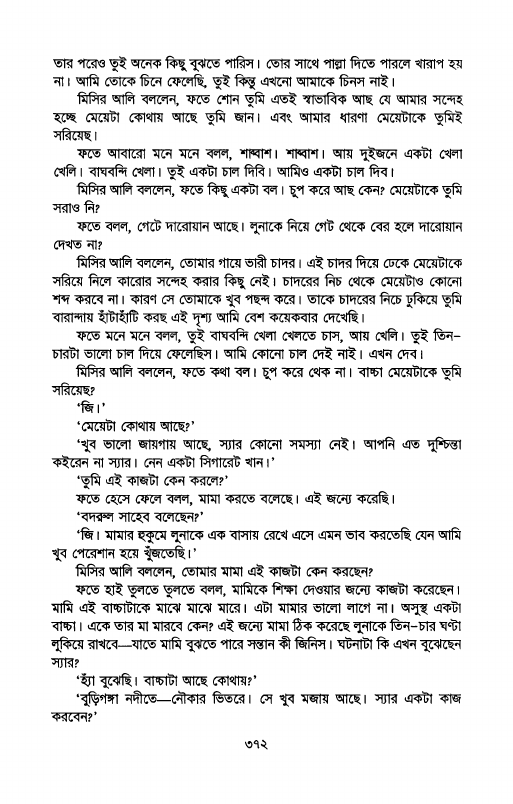 তার পরেও তুই অনেক কিছু বুঝতে পারিস। তোর সাথে পাল্লা দিতে পারলে খারাপ হয়
না। আমি তোকে চিনে ফেলেছি, তুই কিন্তু এখনো আমাকে চিনস নাই।
মিসির আলি বললেন, ফতে শোন তুমি এতই স্বাভাবিক আছ যে আমার সন্দেহ
হচ্ছে মেয়েটা কোথায় আছে তুমি জান। এবং আমার ধারণা মেয়েটাকে তুমিই
সরিয়েছ।
ফতে আবারো মনে মনে বলল, শাব্বাশ। শাব্বাশ। আয় দুইজনে একটা খেলা
খেলি। বাঘবন্দি খেলা। তুই একটা চাল দিবি। আমিও একটা চাল দিব।
মিসির আলি বললেন, ফতে কিছু একটা বল। চুপ করে আছ কেন? মেয়েটাকে তুমি
সরাও নি?
ফতে বলল, গেটে দারোয়ান আছে। লুনাকে নিয়ে গেট থেকে বের হলে দারোয়ান
দেখত না?
মিসির আলি বললেন, তোমার গায়ে ভারী চাদর। এই চাদর দিয়ে ঢেকে মেয়েটাকে
সরিয়ে নিলে কারোর সন্দেহ করার কিছু নেই। চাদরের নিচ থেকে মেয়েটাও কোনো
শব্দ করবে না। কারণ সে তোমাকে খুব পছন্দ করে। তাকে চাদরের নিচে ঢুকিয়ে তুমি
বারান্দায় হাঁটাহাঁটি করছ এই দৃশ্য আমি বেশ কয়েকবার দেখেছি।
ফতে মনে মনে বলল, তুই বাঘবন্দি খেলা খেলতে চাস, আয় খেলি। তুই তিন-
চারটা ভালো চাল দিয়ে ফেলেছিস। আমি কোনো চাল দেই নাই। এখন দেব।
মিসির আলি বললেন, ফতে কথা বল। চুপ করে থেক না। বাচ্চা মেয়েটাকে তুমি
সরিয়েছ?
‘জি।’
‘মেয়েটা কোথায় আছে?’
‘খুব ভালো জায়গায় আছে, স্যার কোনো সমস্যা নেই। আপনি এত দুশ্চিন্তা
কইরেন না স্যার। নেন একটা সিগারেট খান।’
‘তুমি এই কাজটা কেন করলে?’
ফতে হেসে ফেলে বলল, মামা করতে বলেছে। এই জন্যে করেছি।
‘বদরুল সাহেব বলেছেন?’
‘জি। মামার হুকুমে লুনাকে এক বাসায় রেখে এসে এমন ভাব করতেছি যেন আমি
খুব পেরেশান হয়ে খুঁজতেছি।’
মিসির আলি বললেন, তোমার মামা এই কাজটা কেন করছেন?
ফতে হাই তুলতে তুলতে বলল, মামিকে শিক্ষা দেওয়ার জন্যে কাজটা করেছেন।
মামি এই বাচ্চাটাকে মাঝে মাঝে মারে। এটা মামার ভালো লাগে না। অসুস্থ একটা
বাচ্চা। একে তার মা মারবে কেন? এই জন্যে মামা ঠিক করেছে লুনাকে তিন-চার ঘণ্টা
লুকিয়ে রাখবে—যাতে মামি বুঝতে পারে সন্তান কী জিনিস। ঘটনাটা কি এখন বুঝেছেন
স্যার?
‘হ্যাঁ বুঝেছি। বাচ্চাটা আছে কোথায়?’
‘বুড়িগঙ্গা নদীতে—নৌকার ভিতরে। সে খুব মজায় আছে। স্যার একটা কাজ
করবেন?’
৩৭২